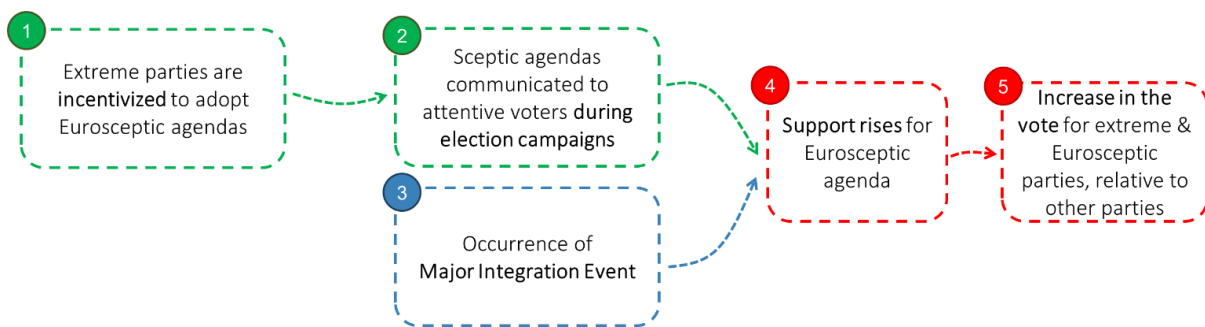 1
Extreme parties are
incentivized to adopt
Eurosceptic agendas
2
Sceptic agendas
communicated to
attentive voters during
election campaigns
3
Occurrence of
Major Integration Event
4
Support rises for
Eurosceptic
agenda
5
Increase in the
vote for extreme &
Eurosceptic
parties, relative to
other parties